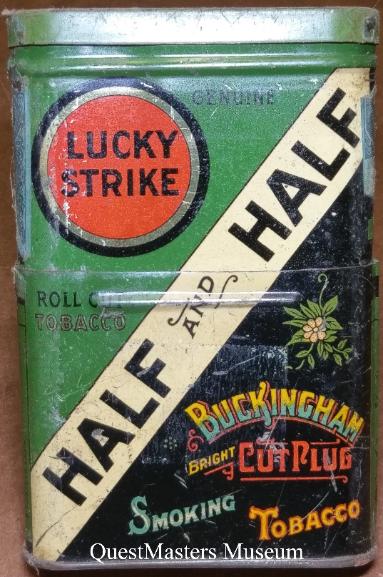 GENUINE
LUCKY
STRIKE
HALF AND HALF
ROLL CUT
TOBACCO
BUCKINGHAM
BRIGHT CUT PLUG
SMOKING TOBACCO
QuestMasters Museum